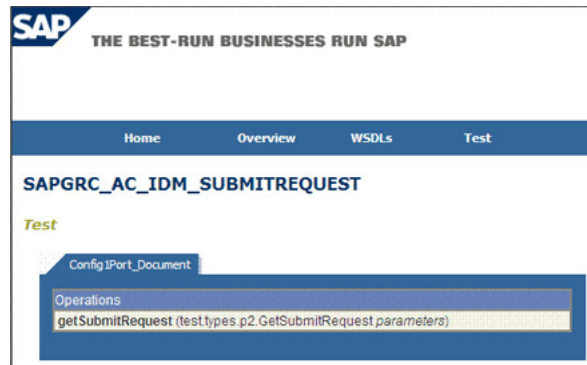 SAP
THE BEST-RUN BUSINESSES RUN SAP
Home Overview WSDLs Test
SAPGRC_AC_IDM_SUBMITREQUEST
Test
Config1Port_Document
Operations
getSubmitRequest (test.types.p2.GetSubmitRequest parameters)